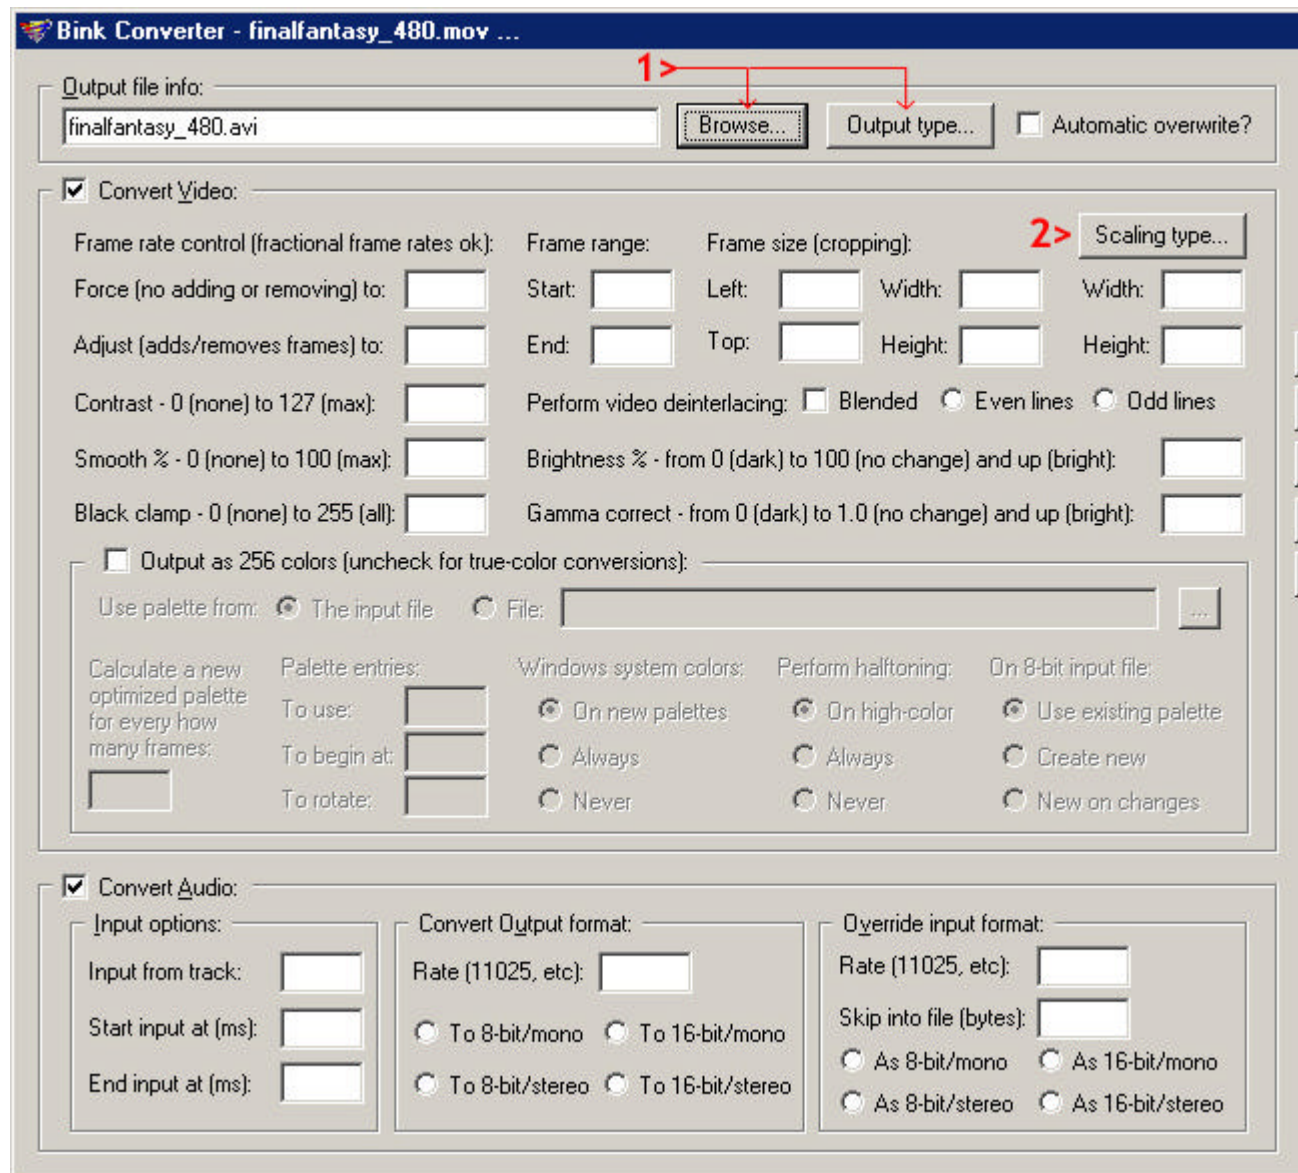 Bink Converter - finalfantasy_480.mov ...
1>
Output file info:
finalfantasy_480.avi Browse... Output type... Automatic overwrite?
Convert Video:
2> Scaling type...
Frame rate control (fractional frame rates ok): Frame range: Frame size (cropping):
Force (no adding or removing) to: Start: Left: Width: Width:
Adjust (adds/removes frames) to: End: Top: Height: Height:
Contrast - 0 (none) to 127 (max): Perform video deinterlacing: Blended Even lines Odd lines
Smooth % - 0 (none) to 100 (max): Brightness % - from 0 (dark) to 100 (no change) and up (bright):
Black clamp - 0 (none) to 255 (all): Gamma correct - from 0 (dark) to 1.0 (no change) and up (bright):
Output as 256 colors (uncheck for true-color conversions):
Use palette from: The input file File: ...
Calculate a new
optimized palette
for every how
many frames:
Palette entries:
To use:
To begin at:
To rotate:
Windows system colors:
On new palettes
Always
Never
Perform halftoning:
On high-color
Always
Never
On 8-bit input file:
Use existing palette
Create new
New on changes
Convert Audio:
Input options:
Input from track:
Start input at (ms):
End input at (ms):
Convert Output format:
Rate (11025, etc):
To 8-bit/mono To 16-bit/mono
To 8-bit/stereo To 16-bit/stereo
Override input format:
Rate (11025, etc):
Skip into file (bytes):
As 8-bit/mono As 16-bit/mono
As 8-bit/stereo As 16-bit/stereo